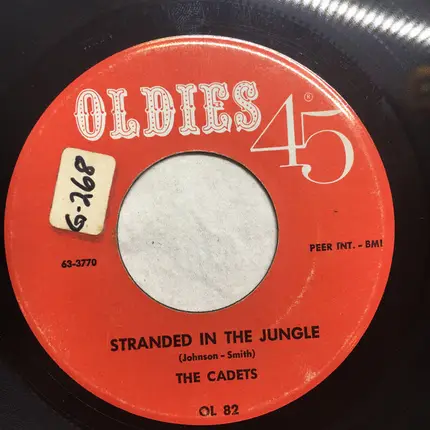 OLDIES 45®
G-268
63-3770
PEER INT. - BMI
STRANDED IN THE JUNGLE
(Johnson - Smith)
THE CADETS
OL 82